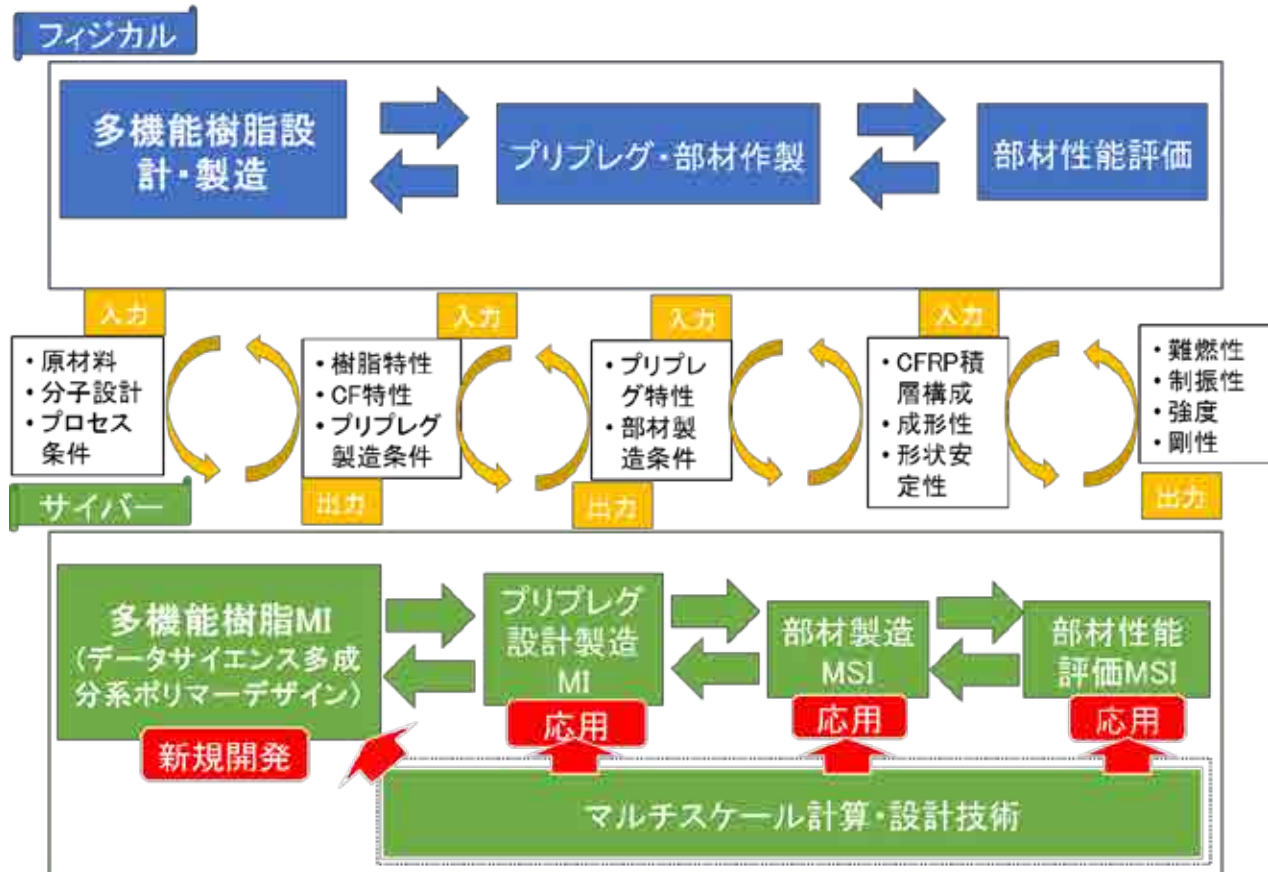 フィジカル
多機能樹脂設
計・製造
プリプレグ・部材作製
部材性能評価
入力
入力
入力
入力
・原材料
・分子設計
・プロセス
条件
・樹脂特性
・CF特性
・プリプレグ
製造条件
・プリプレ
グ特性
・部材製
造条件
・CFRP積
層構成
・成形性
・形状安
定性
・難燃性
・制振性
・強度
・剛性
出力
出力
出力
サイバー
多機能樹脂MI
(データサイエンス多成
分系ポリマーデザイン)
新規開発
プリプレグ
設計製造
MI
応用
部材製造
MSI
応用
部材性能
評価MSI
応用
マルチスケール計算・設計技術